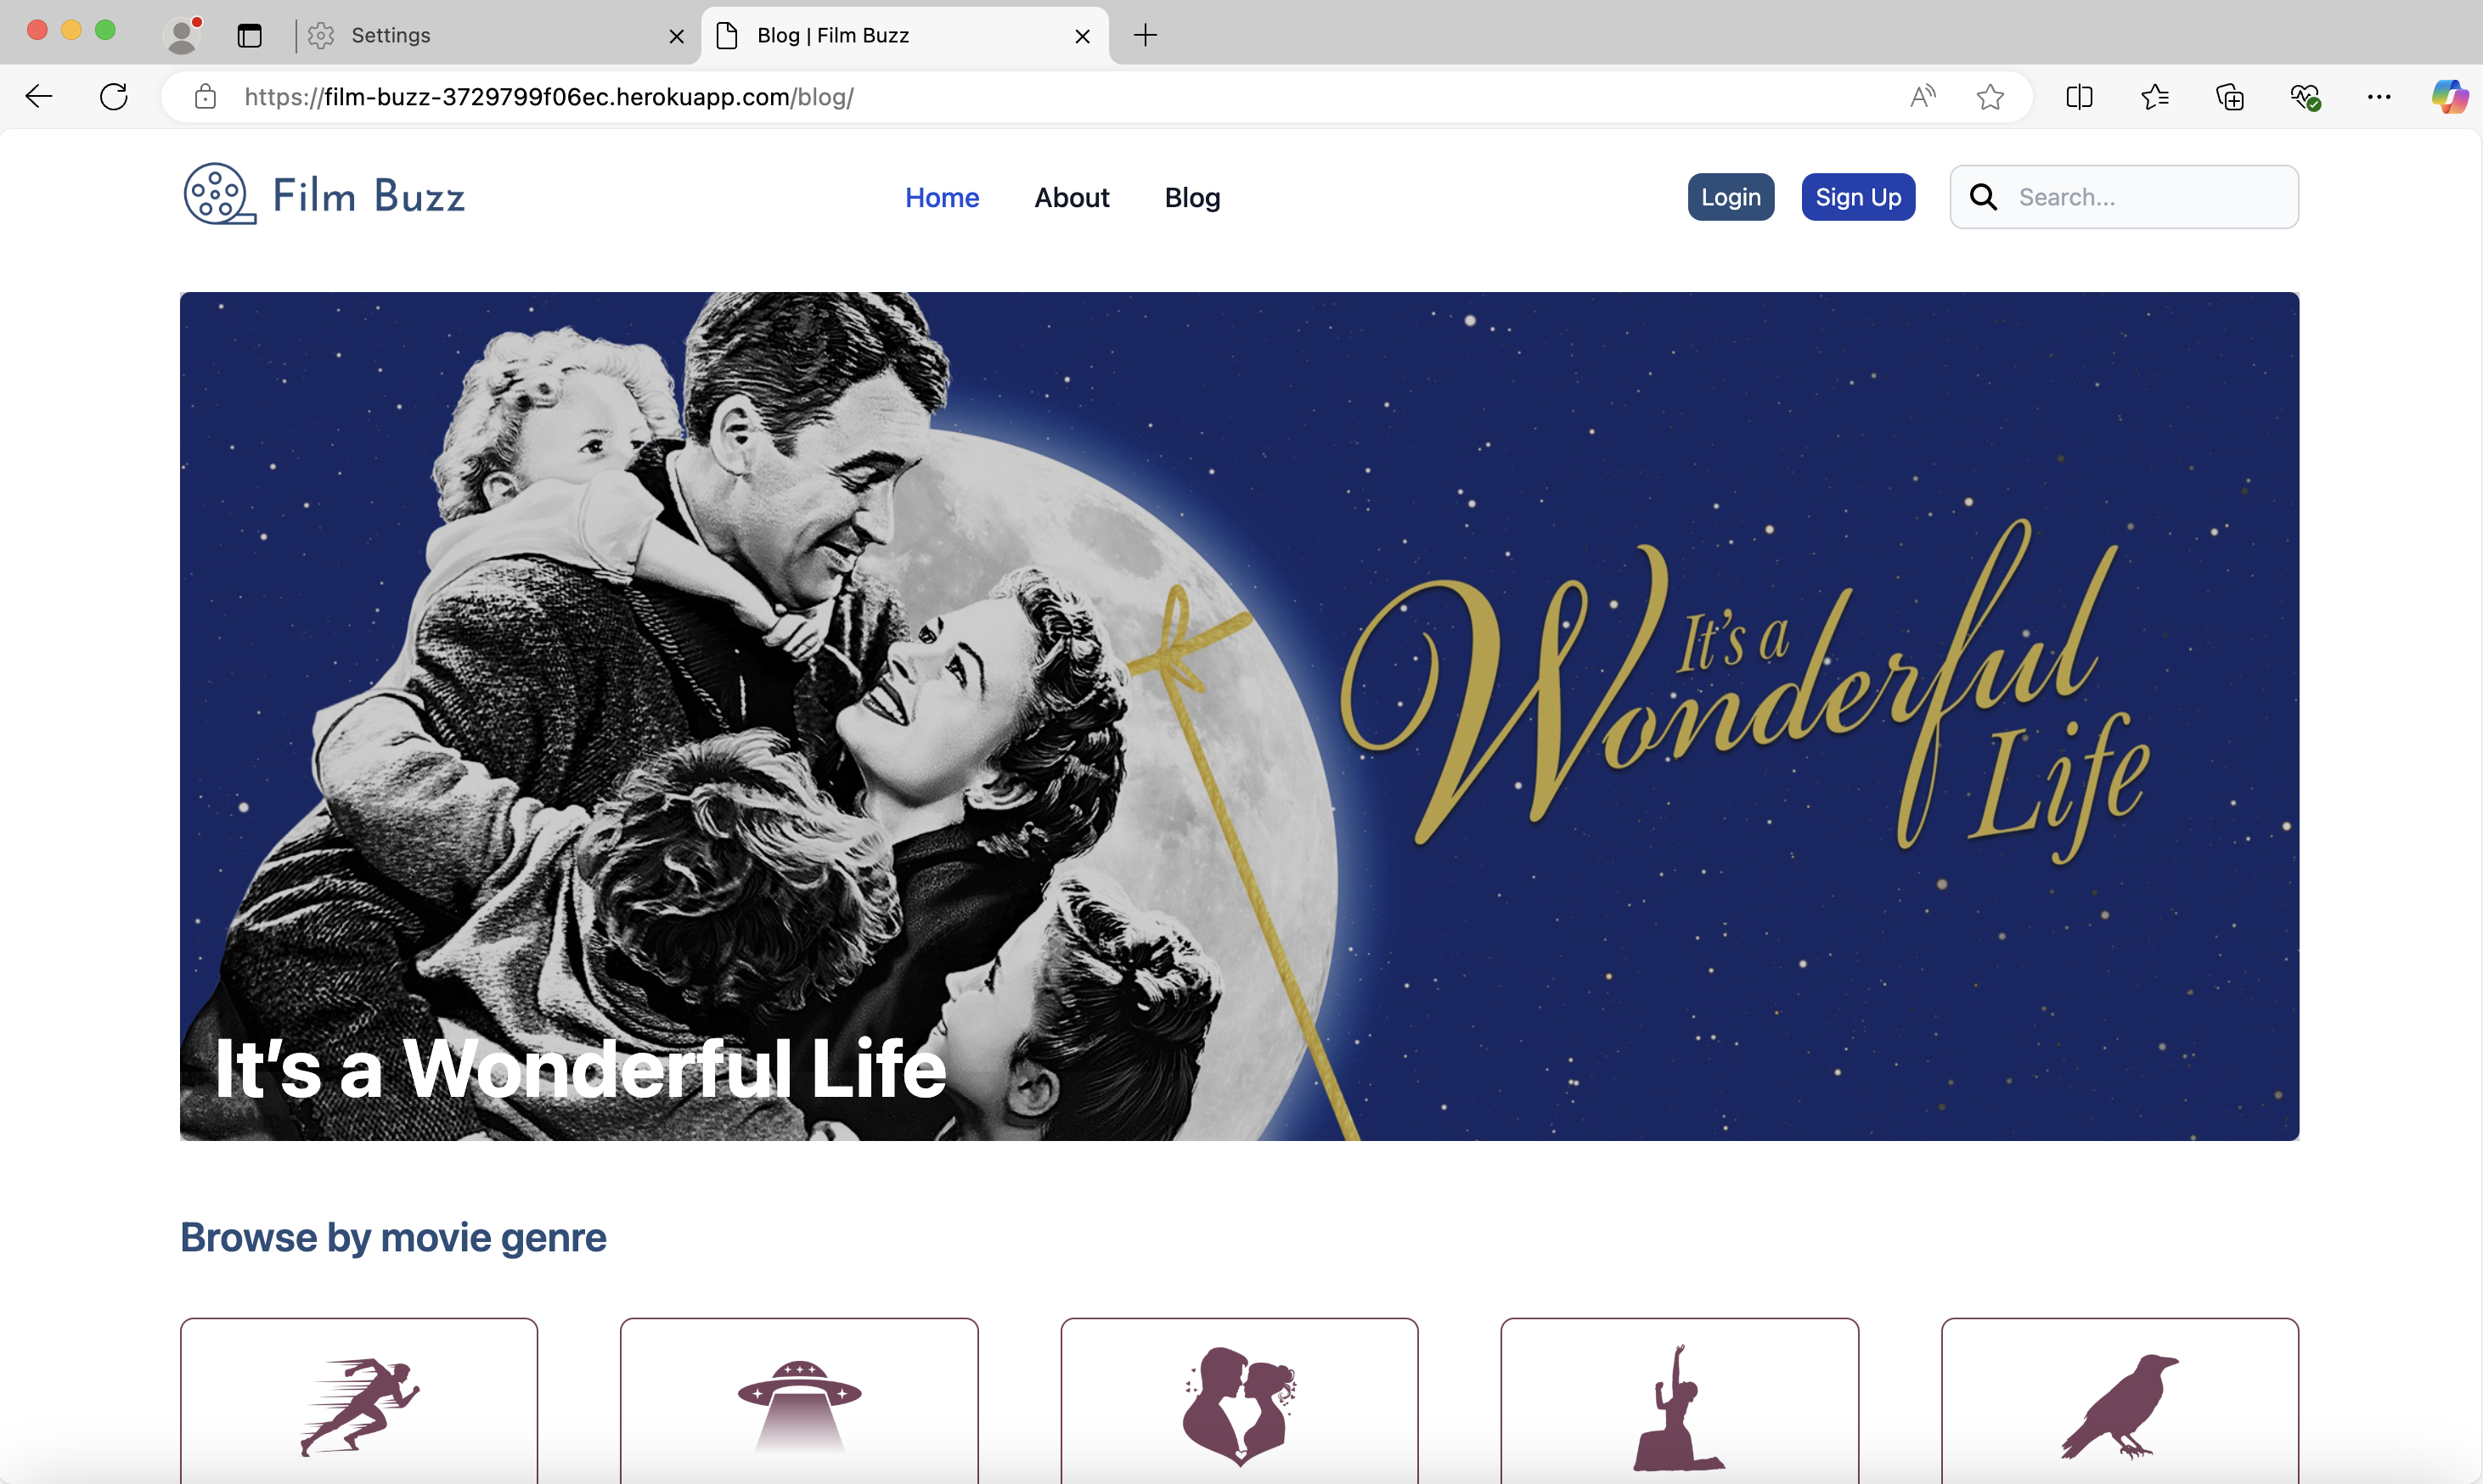 Settings
Blog | Film Buzz
https://film-buzz-3729799f06ec.herokuapp.com/blog/
Film Buzz
Home About Blog
Login Sign Up Search...
It's a
Wonderful
Life
It's a Wonderful Life
Browse by movie genre